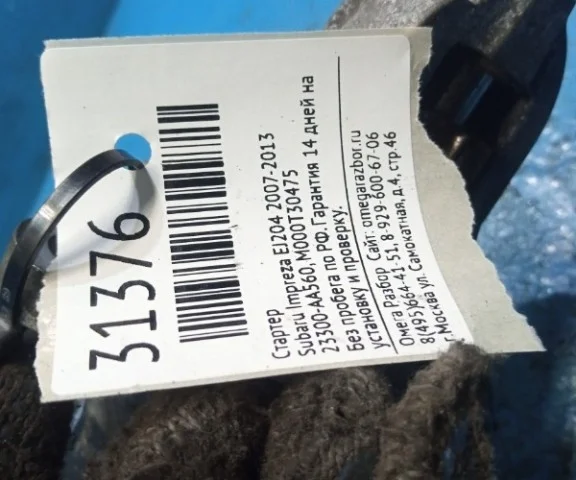 31376
Стартер
Subaru Impreza EJ204 2007-2013
23300-AA560, M000T30475
Без пробега по РФ. Гарантия 14 дней на
установку и проверку.
Омега Разбор Сайт: omegarazbor.ru
8(495)664-41-51, 8-929-600-67-06
г.Москва ул. Самокатная, д.4, стр.46